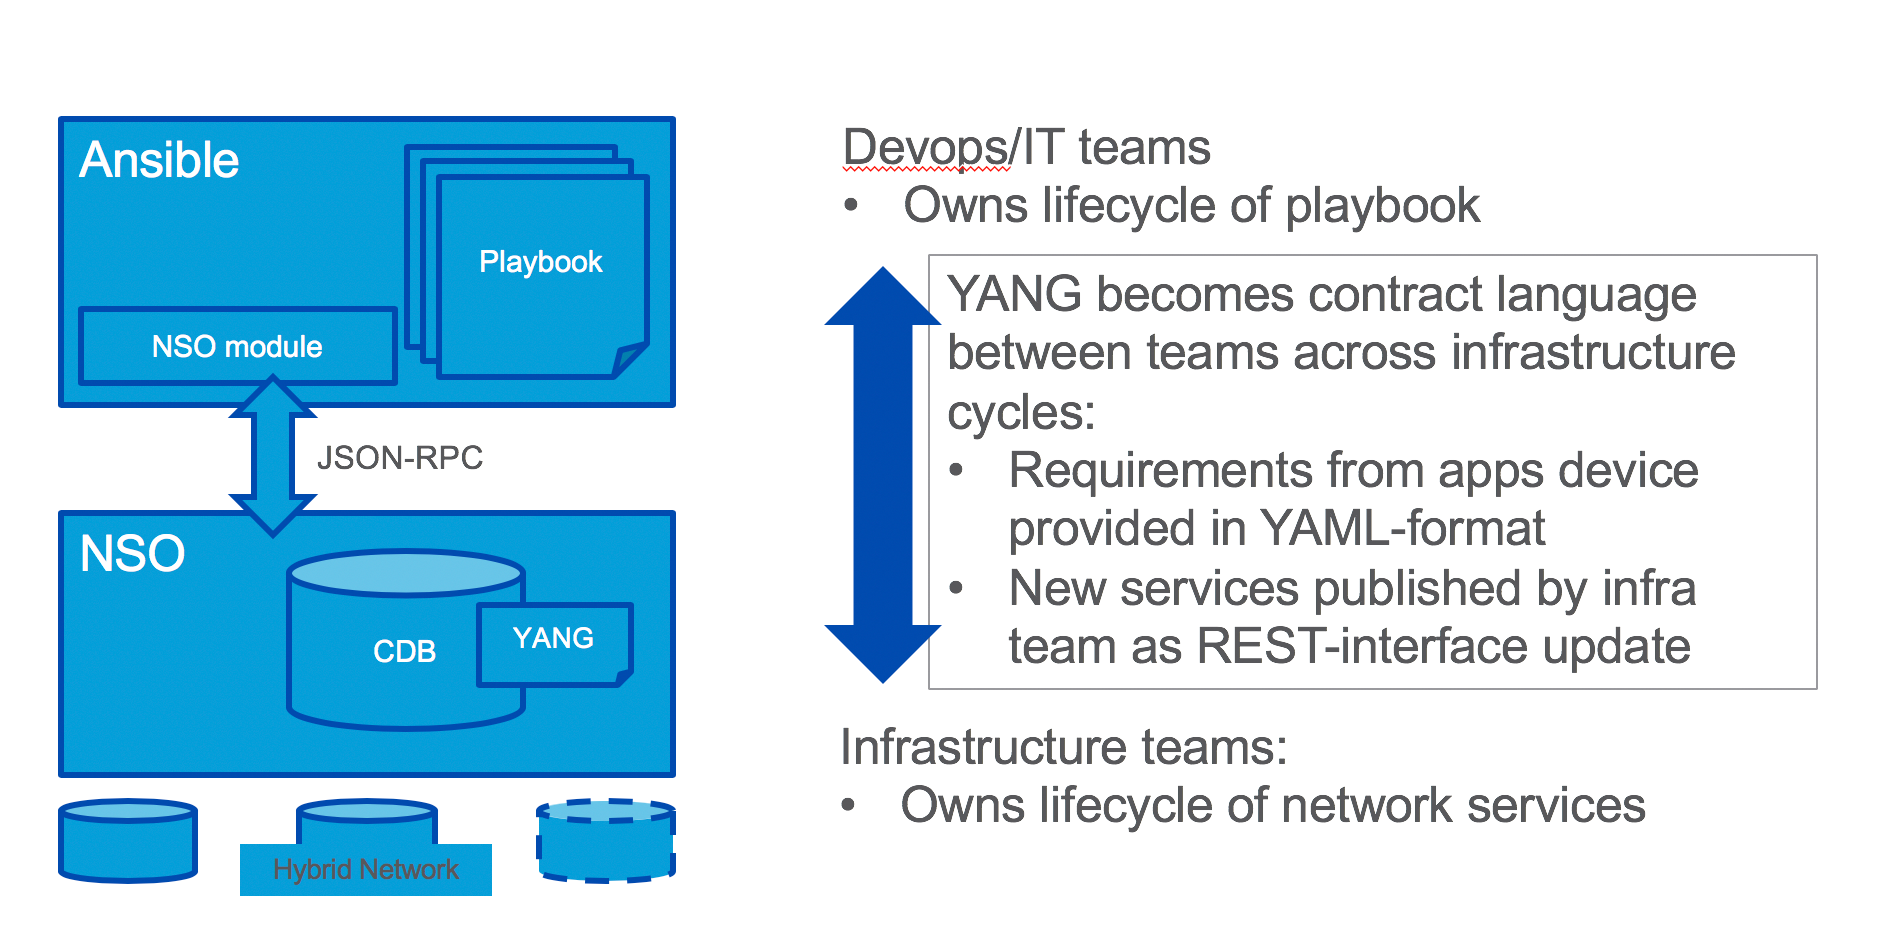 Ansible
Playbook
NSO module
JSON-RPC
NSO
CDB
YANG
Hybrid Network
Devops/IT teams
• Owns lifecycle of playbook
YANG becomes contract language
between teams across infrastructure
cycles:
• Requirements from apps device
provided in YAML-format
• New services published by infra
team as REST-interface update
Infrastructure teams:
• Owns lifecycle of network services